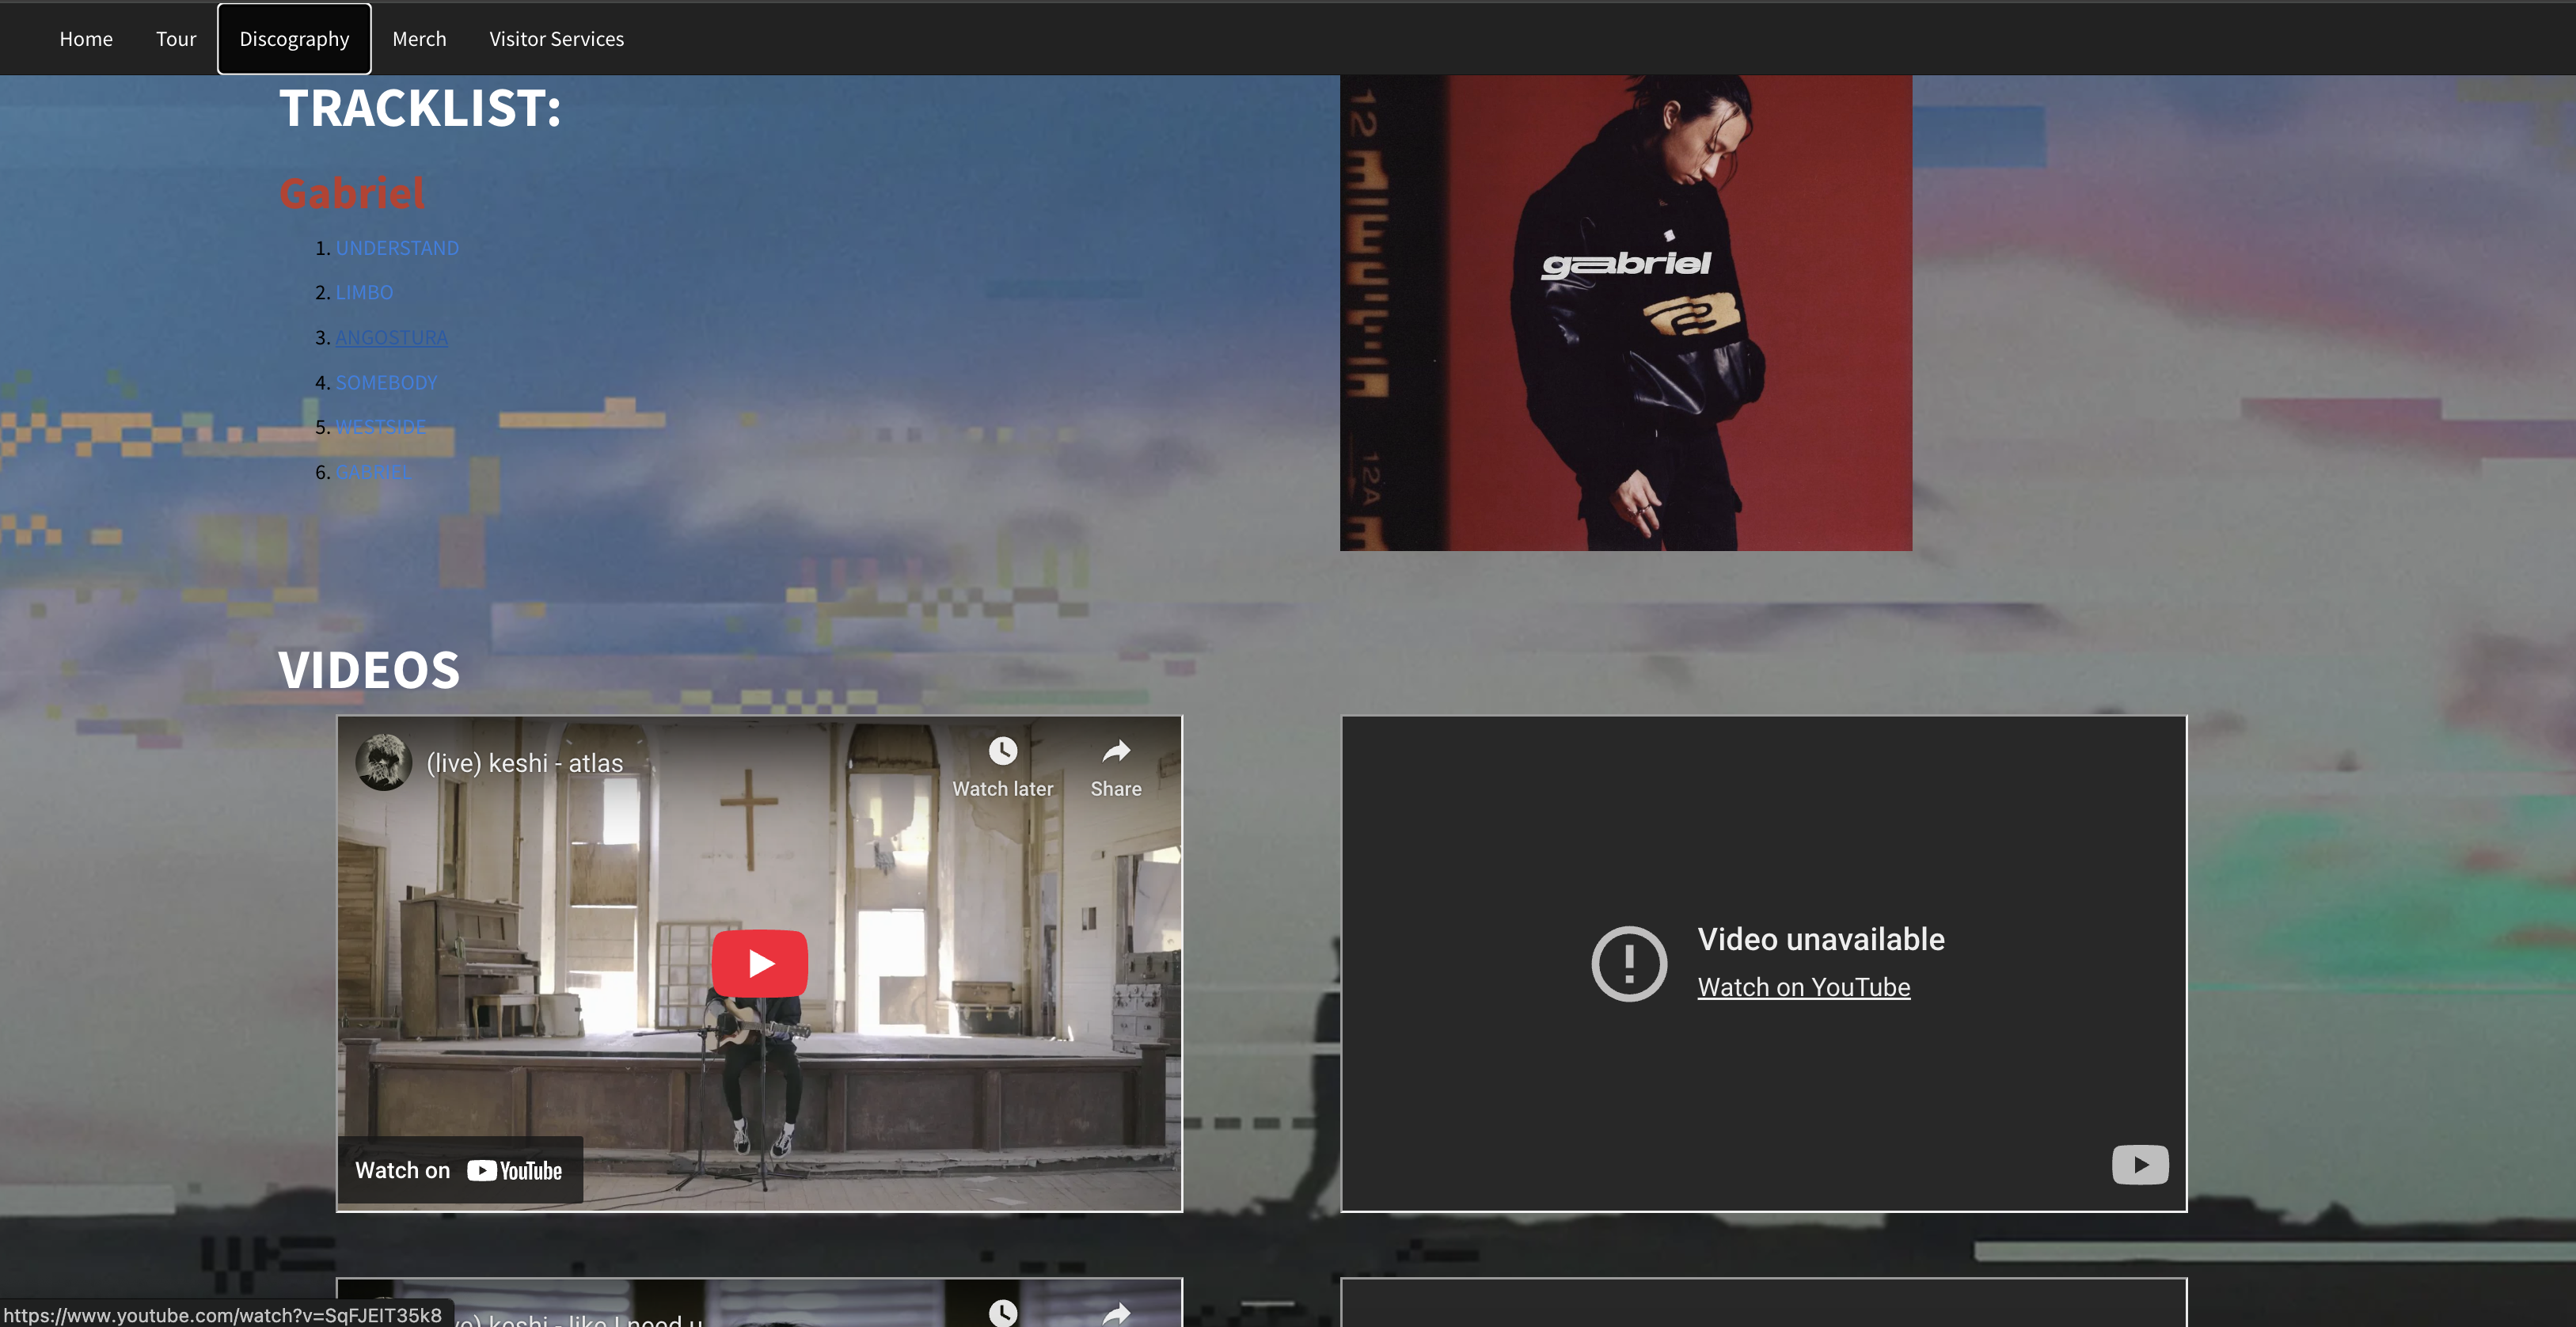 Home Tour Discography Merch Visitor Services
TRACKLIST:
Gabriel
1. UNDERSTAND
2. LIMBO
3. ANGOSTURA
4. SOMEBODY
5. WESTSIDE
6. GABRIEL
12
gabriel
12A
VIDEOS
(live) keshi - atlas
Watch later
Share
Watch on YouTube
Video unavailable
Watch on YouTube
keshi - like I need u
https://www.youtube.com/watch?v=SqFJEIT35k8